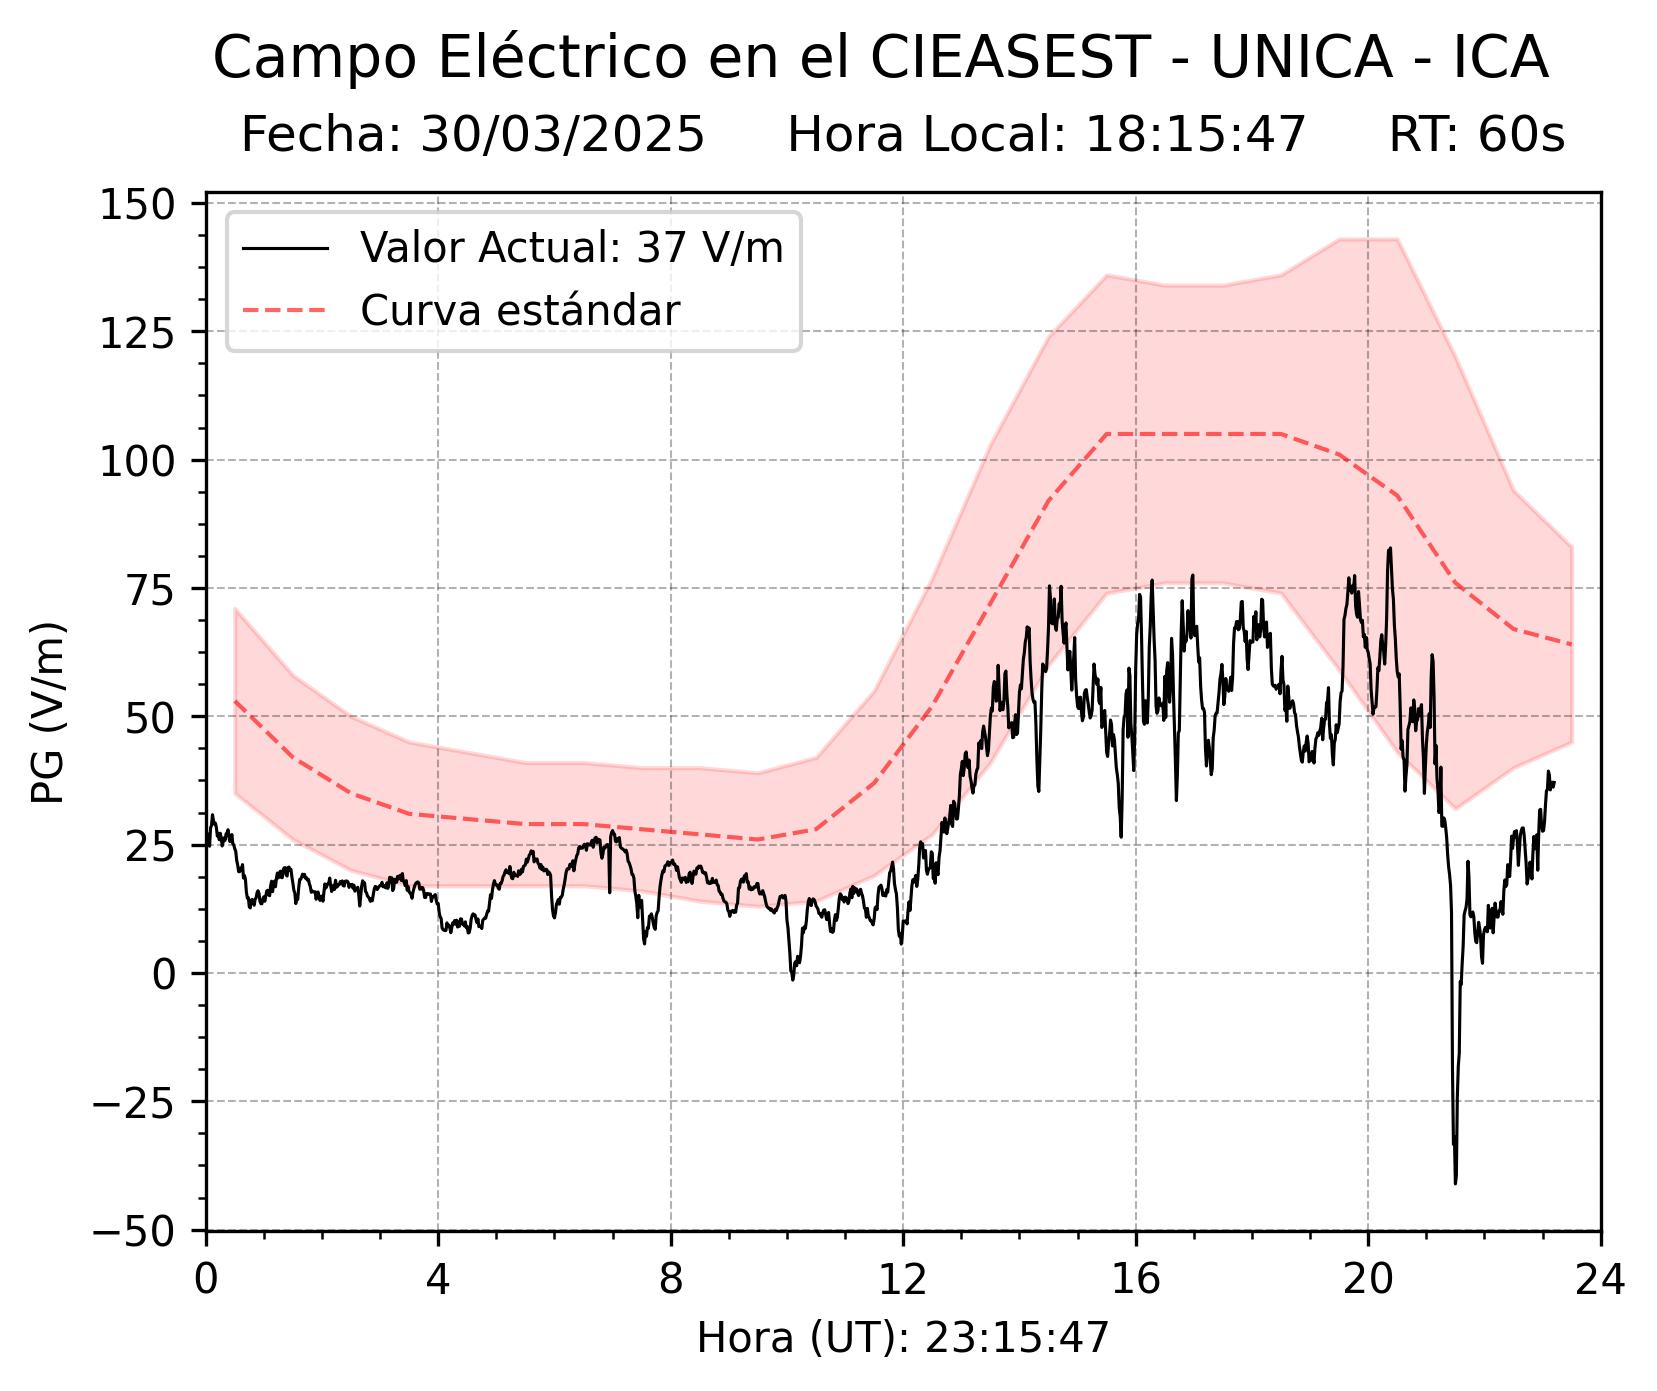 Campo Eléctrico en el CIEASEST - UNICA - ICA
Fecha: 30/03/2025 Hora Local: 18:15:47 RT: 60s
Valor Actual: 37 V/m
Curva estándar
PG (V/m)
150
125
100
75
50
25
0
−25
−50
0 4 8 12 16 20 24
Hora (UT): 23:15:47